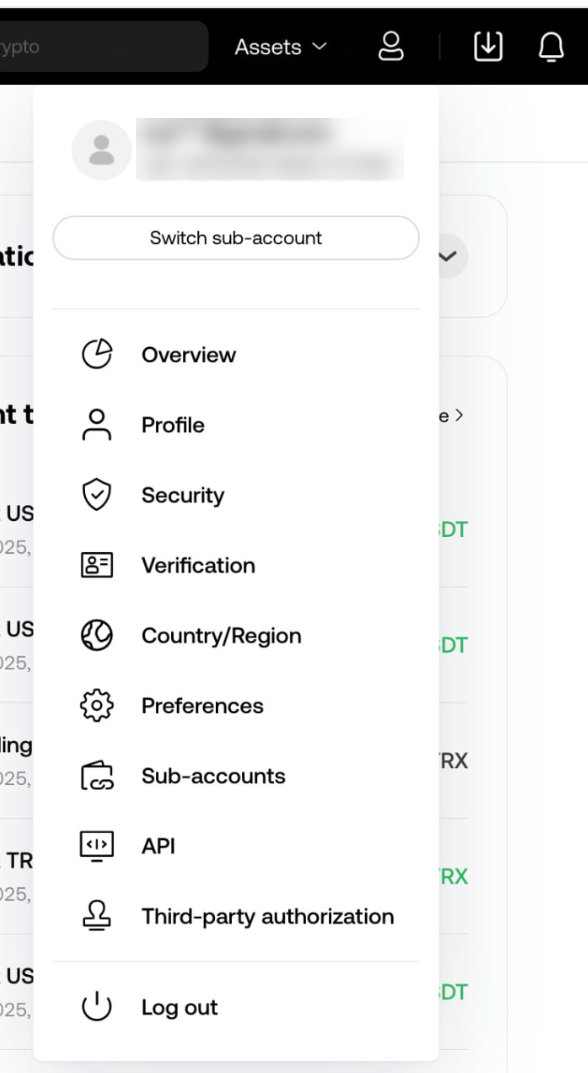 Assets
Switch sub-account
Overview
Profile
Security
Verification
Country/Region
Preferences
Sub-accounts
API
Third-party authorization
Log out
ypto
atic
nt t
e >
US
DT
025,
US
DT
025,
ling
RX
025,
TR
RX
025,
US
DT
025,